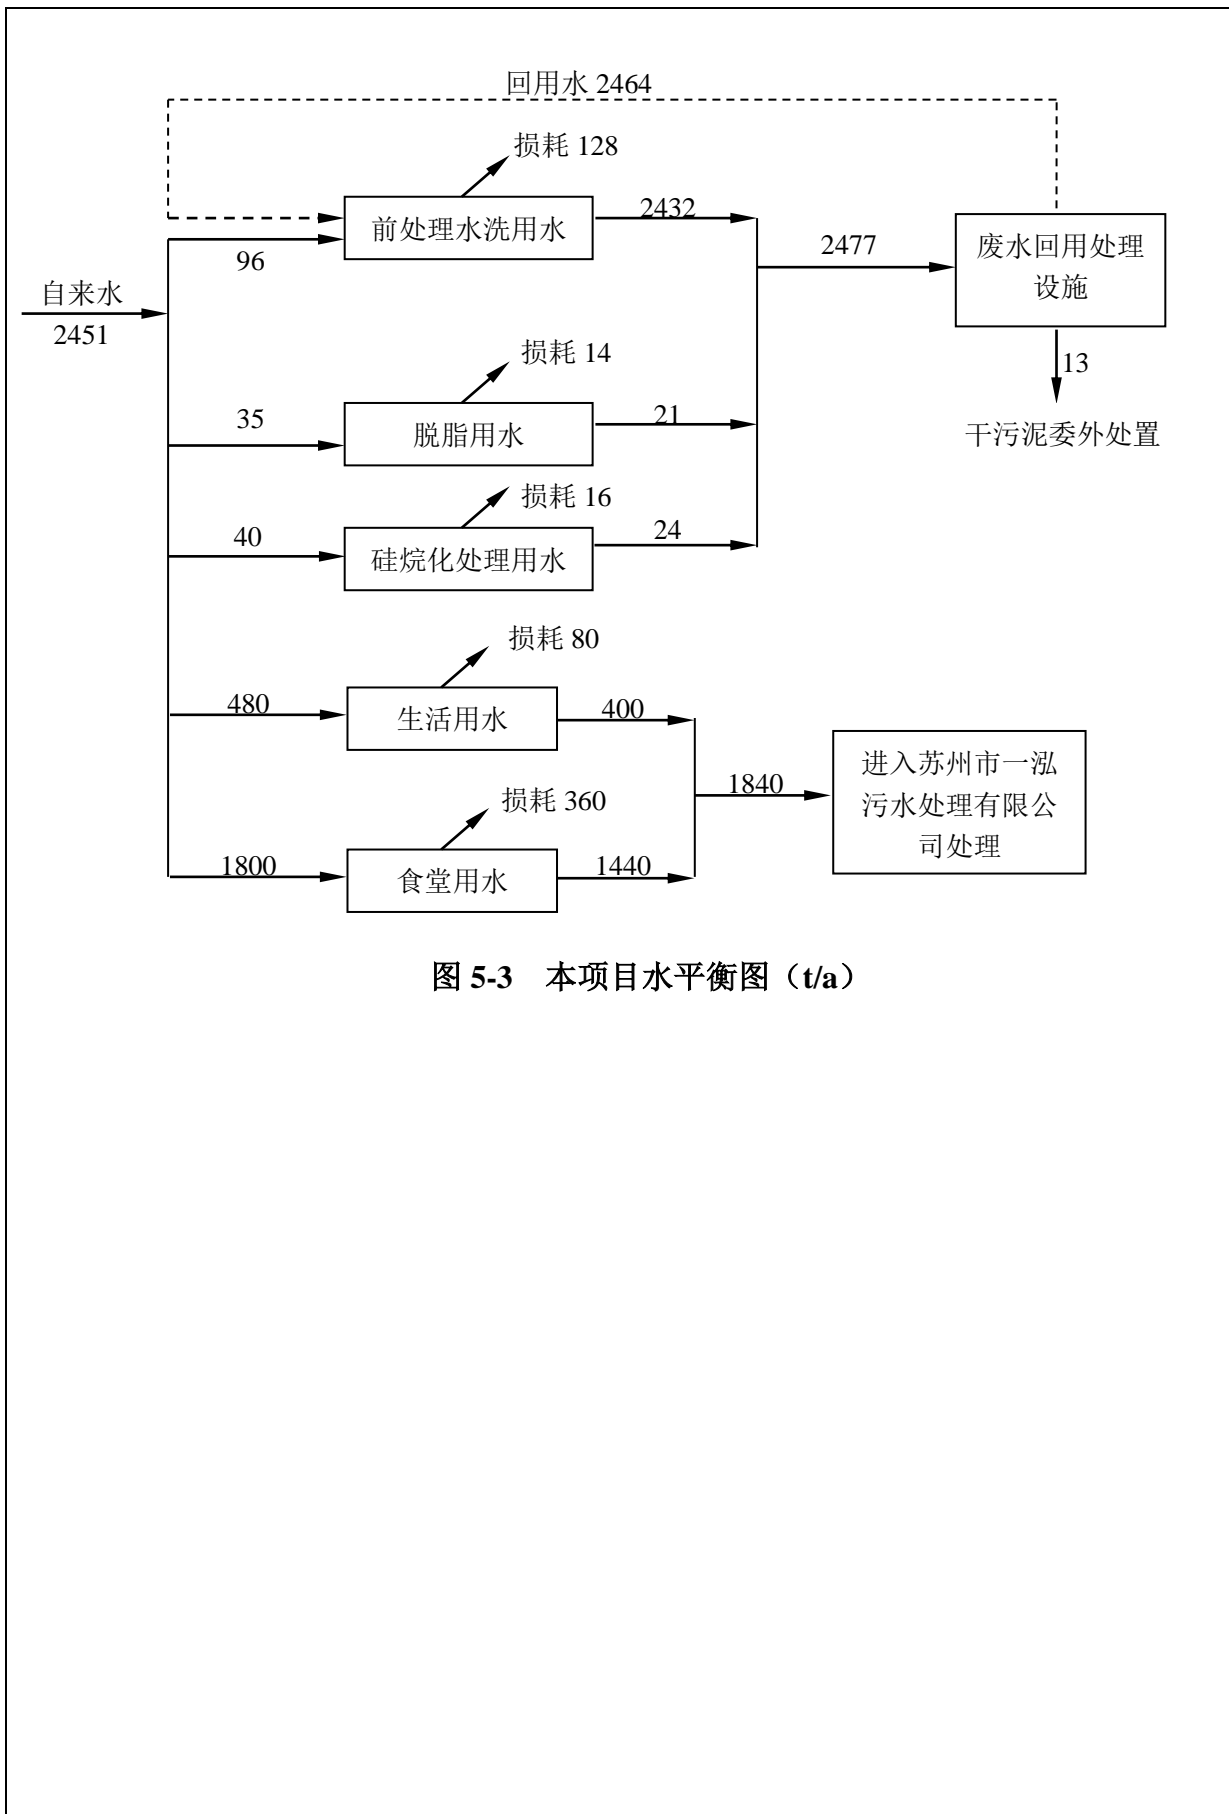 回用水 2464
损耗 128
前处理水洗用水
2432
96
自来水
2451
2477
废水回用处理
设施
13
干污泥委外处置
损耗 14
35
脱脂用水
21
损耗 16
40
硅烷化处理用水
24
损耗 80
480
生活用水
400
1840
进入苏州市一泓
污水处理有限公
司处理
损耗 360
1800
食堂用水
1440
图 5-3 本项目水平衡图（t/a）